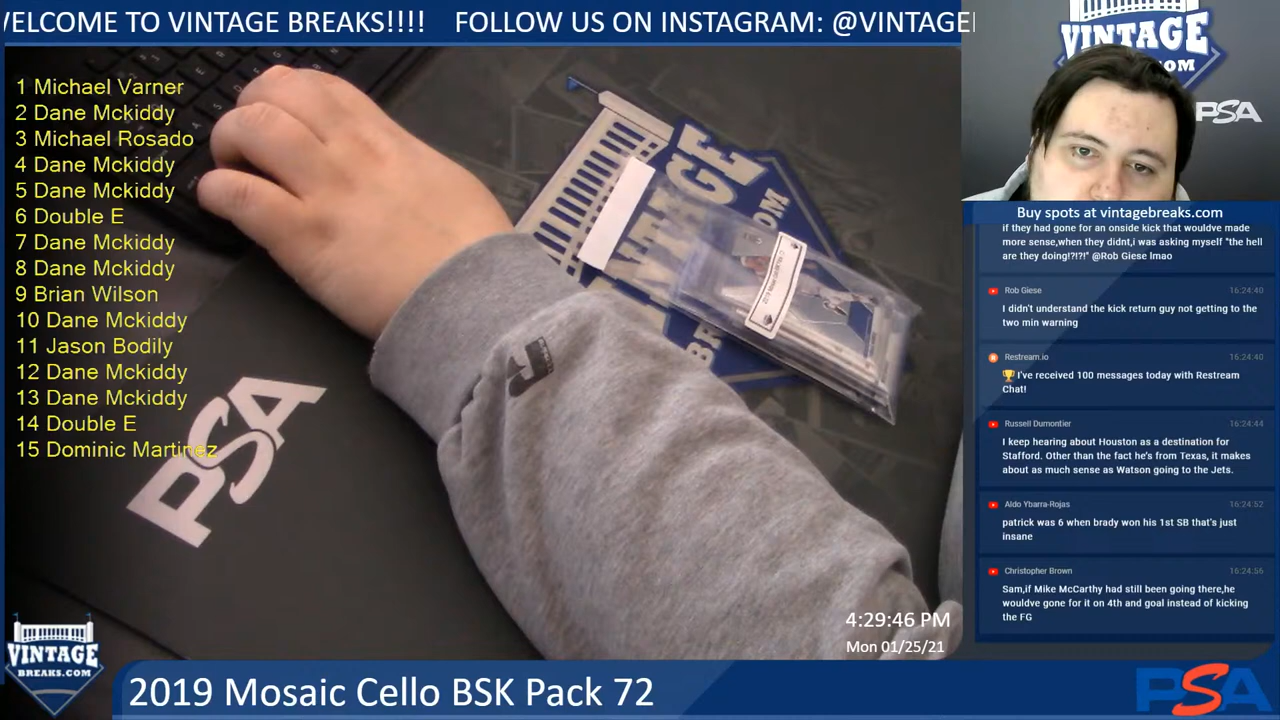 WELCOME TO VINTAGE BREAKS!!!! FOLLOW US ON INSTAGRAM: @VINTAGE
1 Michael Varner
2 Dane Mckiddy
3 Michael Rosado
4 Dane Mckiddy
5 Dane Mckiddy
6 Double E
7 Dane Mckiddy
8 Dane Mckiddy
9 Brian Wilson
10 Dane Mckiddy
11 Jason Bodily
12 Dane Mckiddy
13 Dane Mckiddy
14 Double E
15 Dominic Martinez
PSA
VINTAGE
BR
.COM
VINTAGE
.COM
PSA
Buy spots at vintagebreaks.com
if they had gone for an onside kick that wouldve made
more sense,when they didnt,i was asking myself "the hell
are they doing!?!?!" @Rob Giese lmao
Rob Giese 16:24:40
I didn't understand the kick return guy not getting to the
two min warning
Restream.io 16:24:40
🏆 I've received 100 messages today with Restream
Chat!
Russell Dumontier 16:24:44
I keep hearing about Houston as a destination for
Stafford. Other than the fact he's from Texas, it makes
about as much sense as Watson going to the Jets.
Aldo Ybarra-Rojas 16:24:52
patrick was 6 when brady won his 1st SB that's just
insane
Christopher Brown 16:24:56
Sam,if Mike McCarthy had still been going there,he
wouldve gone for it on 4th and goal instead of kicking
the FG
4:29:46 PM
Mon 01/25/21
VINTAGE
BREAKS.COM
2019 Mosaic Cello BSK Pack 72
PSA